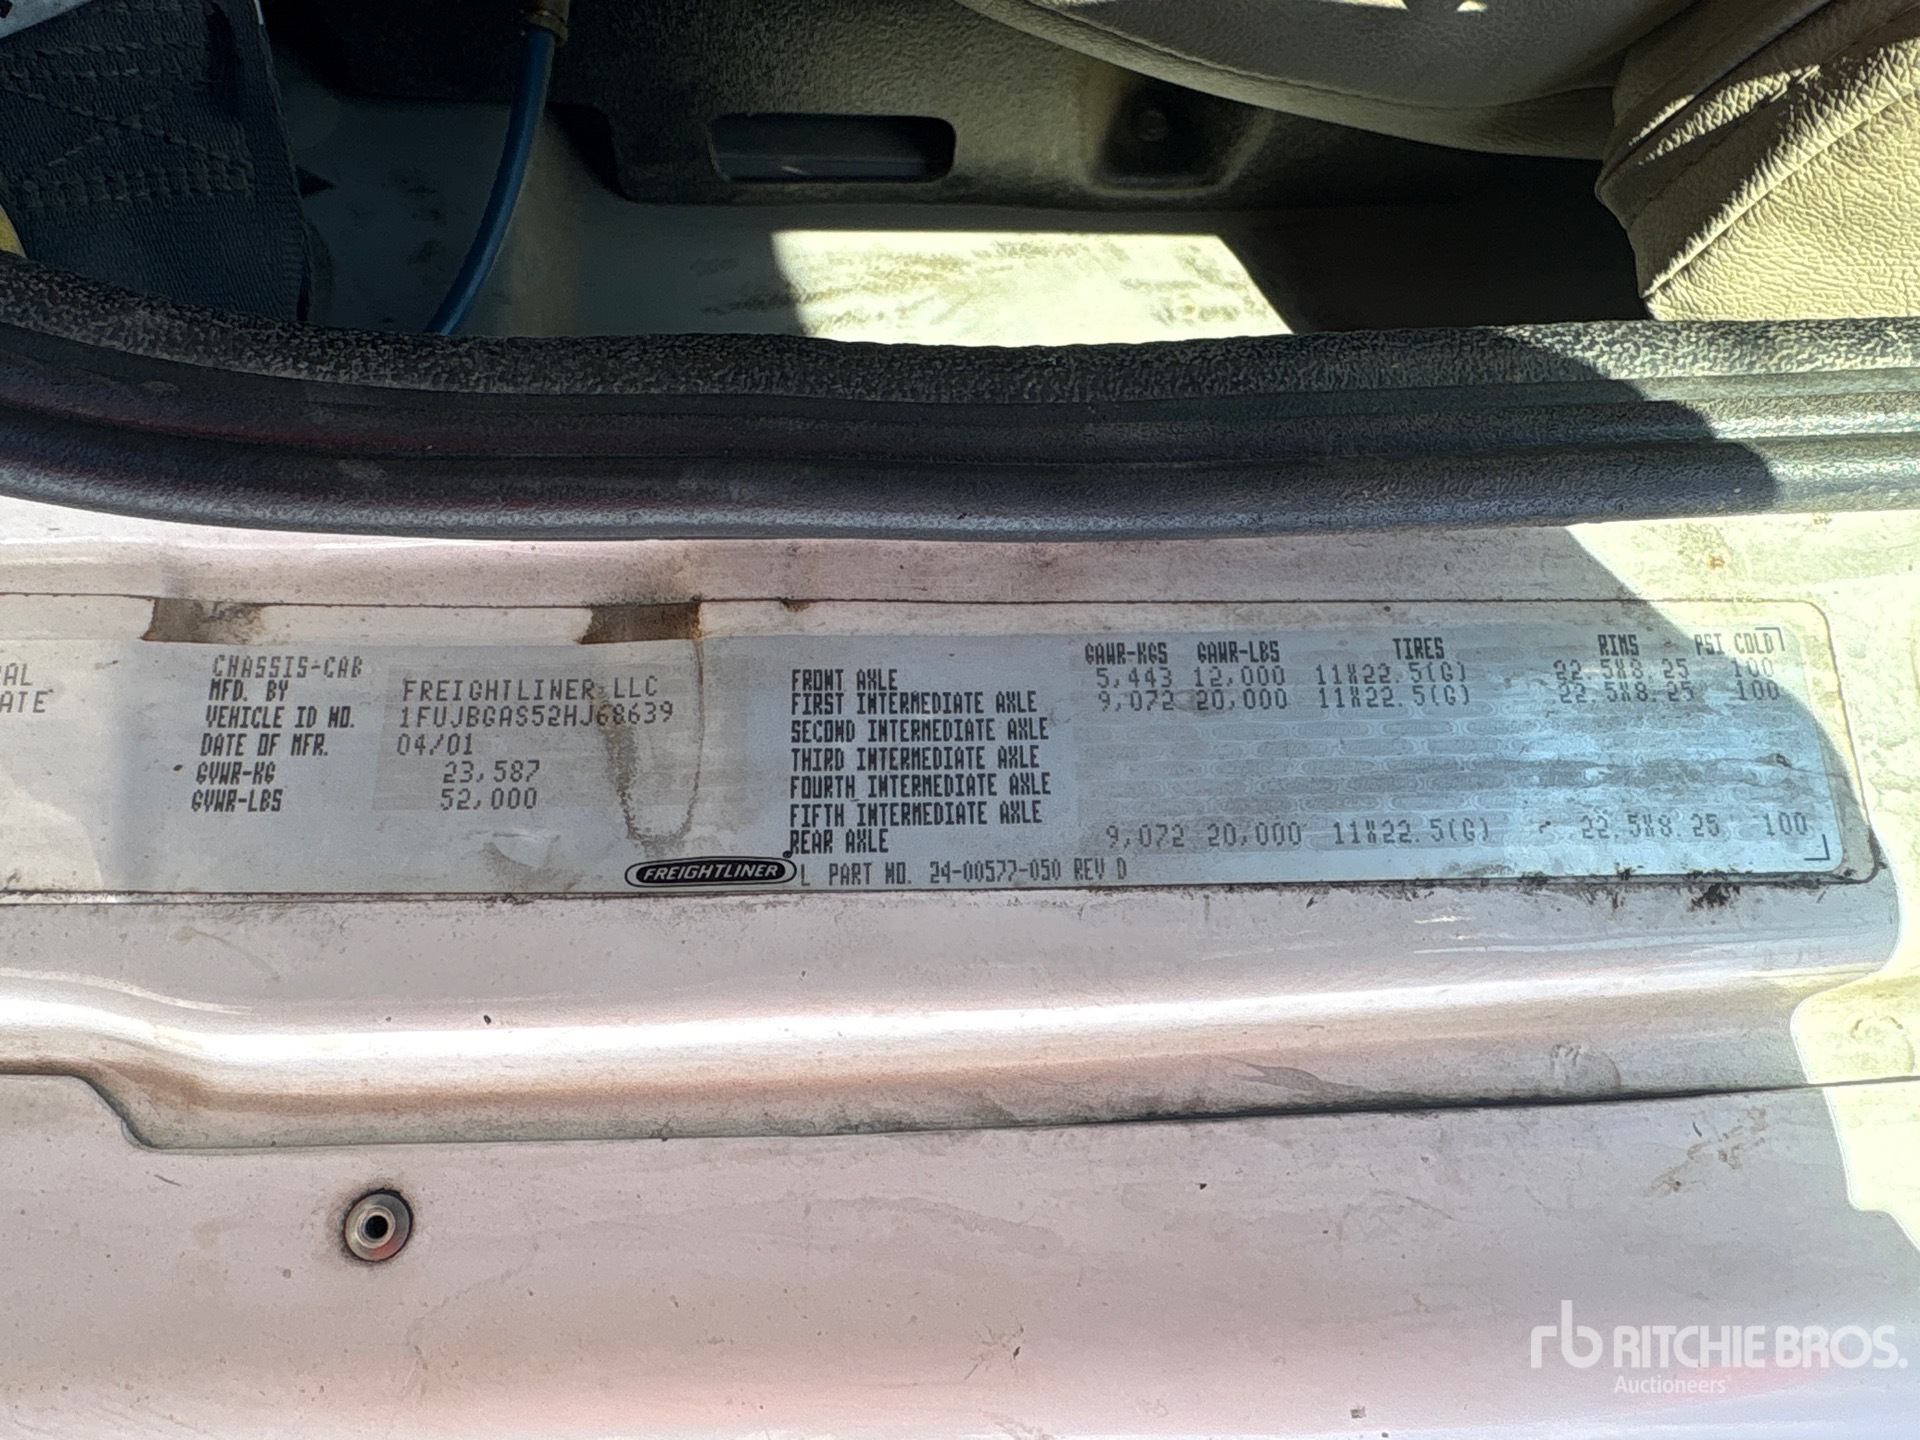 AL
ATE
CHASSIS-CAB
MFD. BY FREIGHTLINER LLC
VEHICLE ID NO. 1FUJBGAS52HJ68639
DATE OF MFR. 04/01
GVWR-KG 23,587
GVWR-LBS 52,000
GAWR-KGS GAWR-LBS TIRES RIMS PSI COLD
FRONT AXLE 5,443 12,000 11X22.5(G) 22.5X8.25 100
FIRST INTERMEDIATE AXLE 9,072 20,000 11X22.5(G) 22.5X8.25 100
SECOND INTERMEDIATE AXLE
THIRD INTERMEDIATE AXLE
FOURTH INTERMEDIATE AXLE
FIFTH INTERMEDIATE AXLE
REAR AXLE 9,072 20,000 11X22.5(G) 22.5X8.25 100
FREIGHTLINER® L PART NO. 24-00577-050 REV D
rb RITCHIE BROS.
Auctioneers